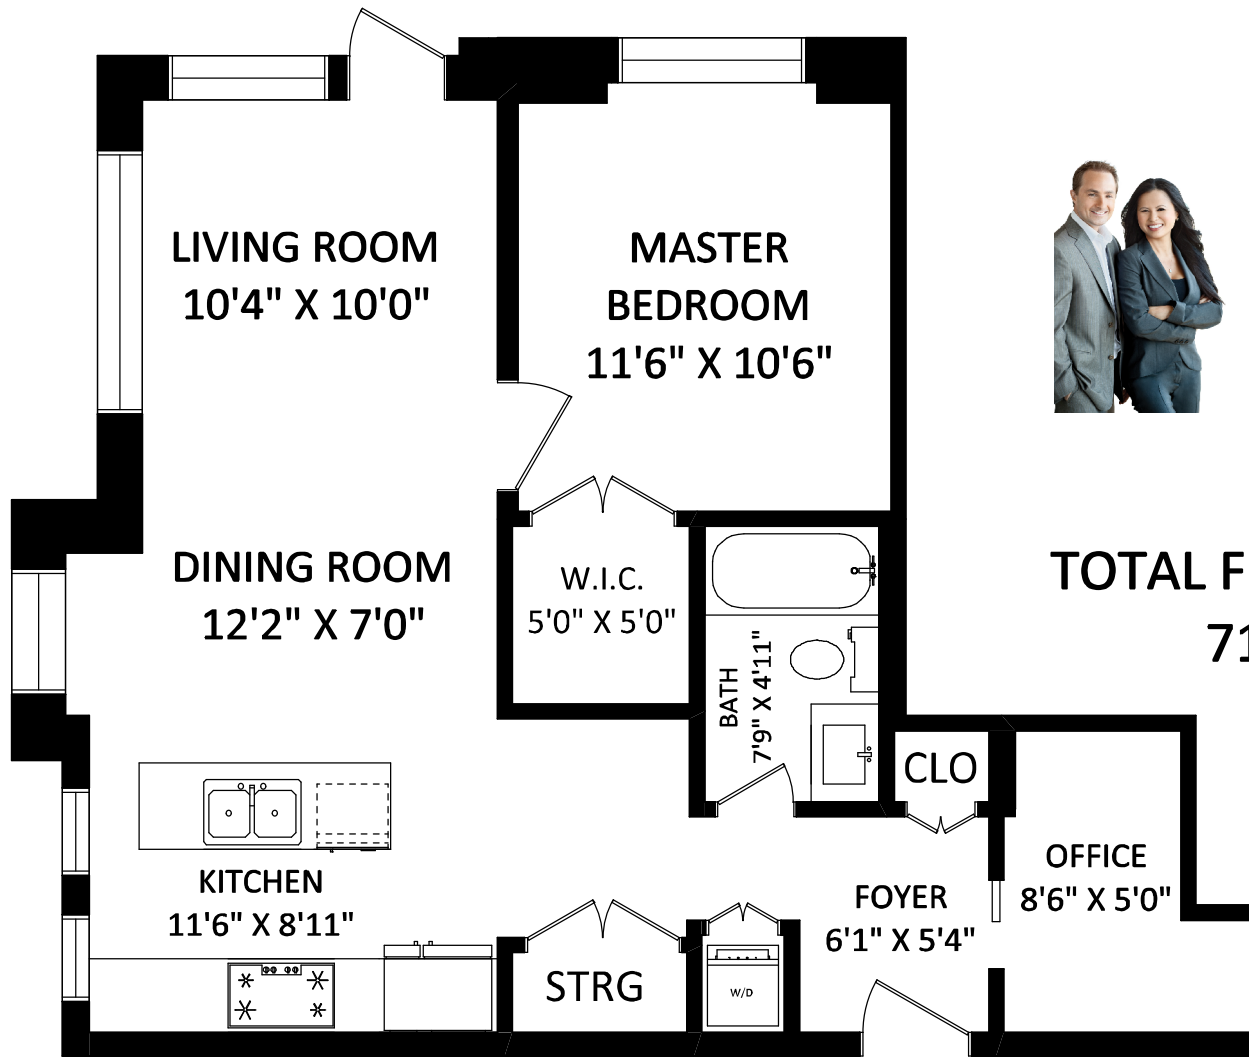 LIVING ROOM
10'4" X 10'0"
MASTER
BEDROOM
11'6" X 10'6"
DINING ROOM
12'2" X 7'0"
W.I.C.
5'0" X 5'0"
BATH
7'9" X 4'11"
TOTAL F
71
CLO
KITCHEN
11'6" X 8'11"
FOYER
6'1" X 5'4"
OFFICE
8'6" X 5'0"
STRG
W/D